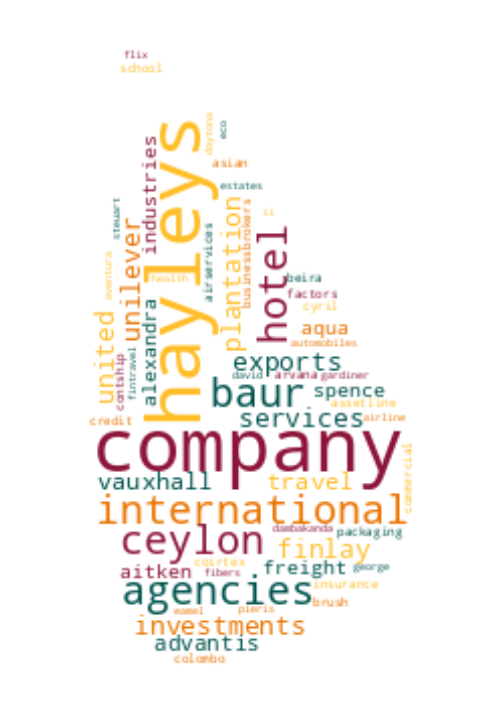 flix
school
daytona
eco
hayleys
industries
asian
estates
steuart
plantation
businessbrokers
ii
unilever
airservices
hotel
aventura
health
beira
factors
cyril
alexandra
united
aqua
automobiles
contship
fintravel
exports
david
arvana
gardiner
baur
spence
assetline
credit
services
airline
company
commercial
vauxhall
travel
international
dambakanda
packaging
ceylon
finlay
coirtex
freight
george
aitken
fibers
agencies
insurance
brush
eamel
pieris
investments
advantis
colombo